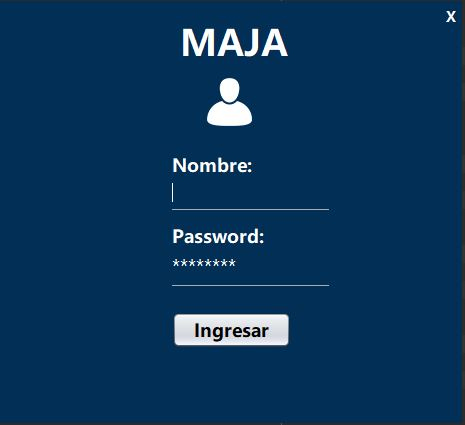 X
MAJA
Nombre:
Password:
********
Ingresar